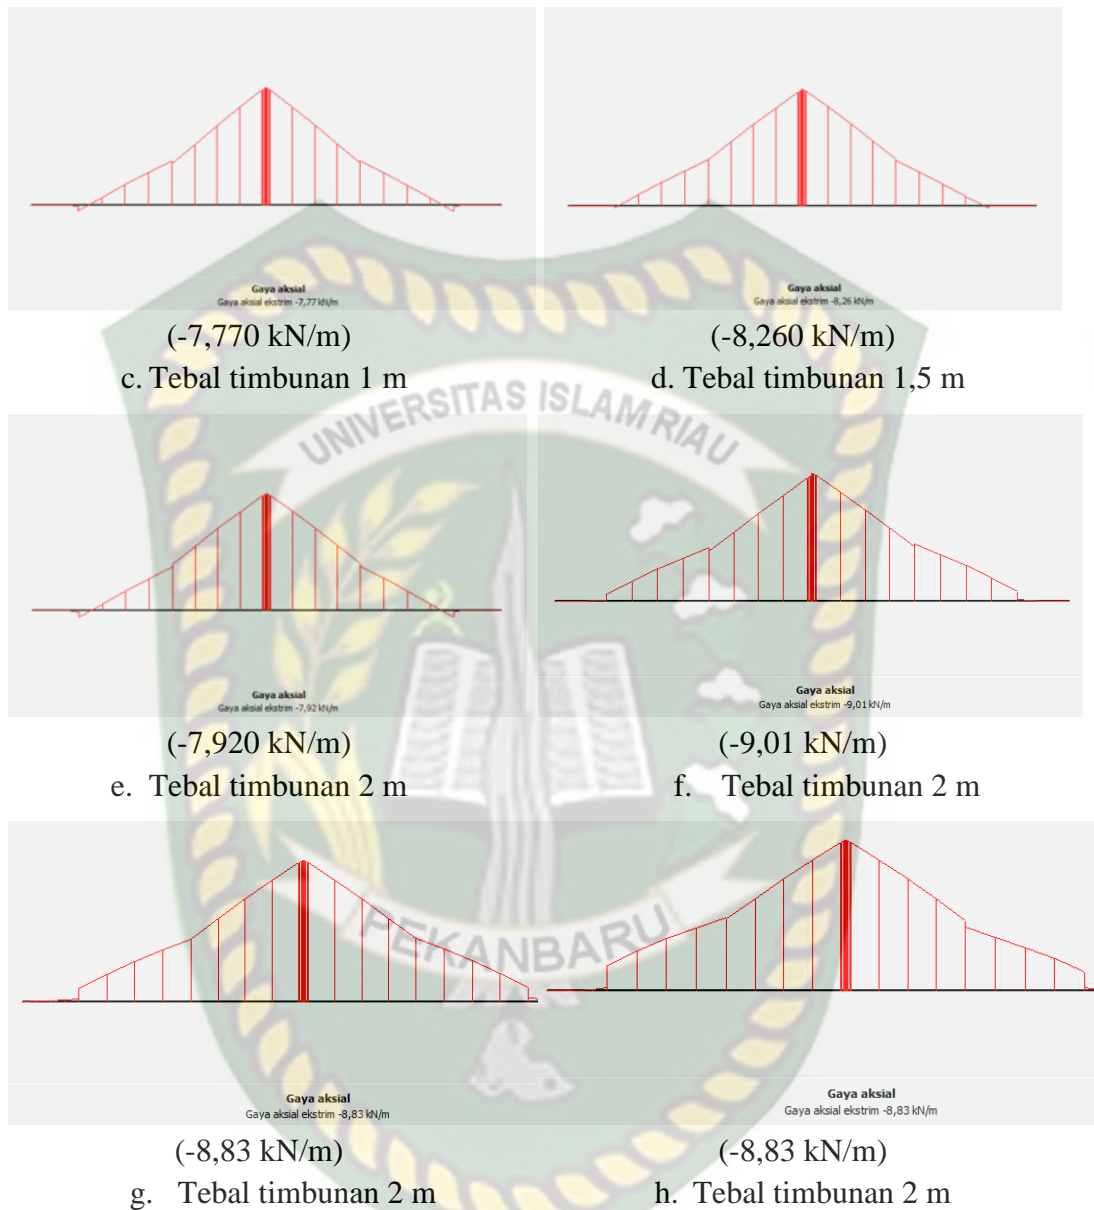 Gaya aksial
Gaya aksial ekstrim -7,77 kN/m
Gaya aksial
Gaya aksial ekstrim -8,26 kN/m
(-7,770 kN/m)
(-8,260 kN/m)
c. Tebal timbunan 1 m
d. Tebal timbunan 1,5 m
UNIVERSITAS ISLAM RIAU
Gaya aksial
Gaya aksial ekstrim -7,92 kN/m
Gaya aksial
Gaya aksial ekstrim -9,01 kN/m
(-7,920 kN/m)
(-9,01 kN/m)
e. Tebal timbunan 2 m
f. Tebal timbunan 2 m
PEKANBARU
Gaya aksial
Gaya aksial ekstrim -8,83 kN/m
Gaya aksial
Gaya aksial ekstrim -8,83 kN/m
(-8,83 kN/m)
(-8,83 kN/m)
g. Tebal timbunan 2 m
h. Tebal timbunan 2 m